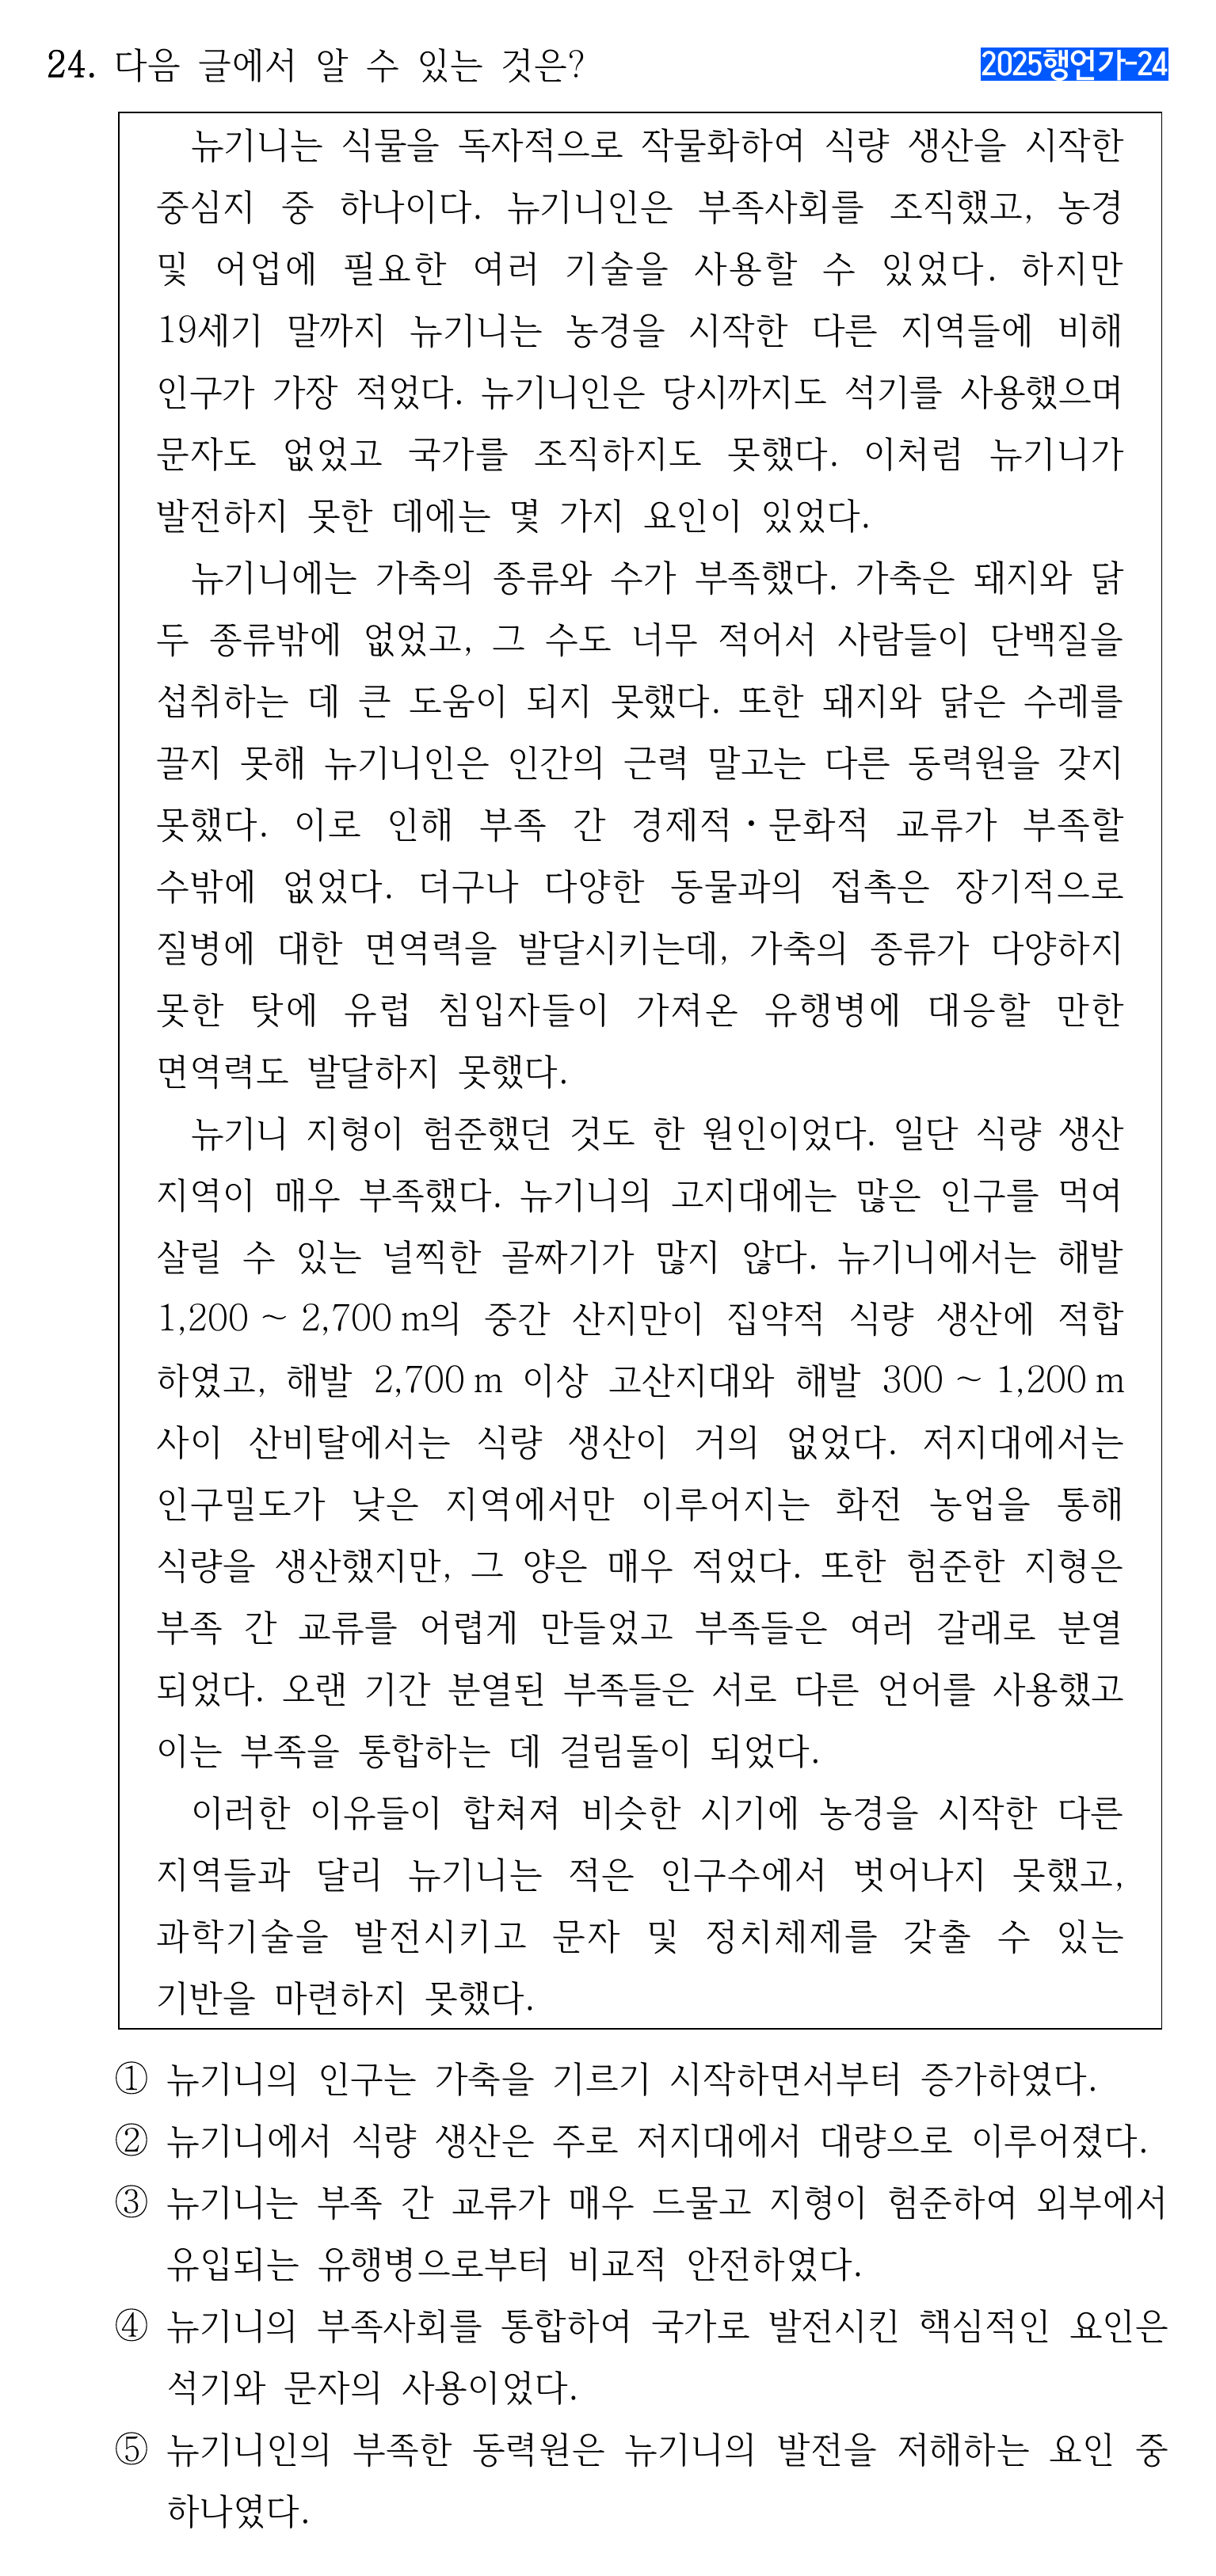 24. 다음 글에서 알 수 있는 것은?
2025행언가-24
뉴기니는 식물을 독자적으로 작물화하여 식량 생산을 시작한
중심지 중 하나이다. 뉴기니인은 부족사회를 조직했고, 농경
및 어업에 필요한 여러 기술을 사용할 수 있었다. 하지만
19세기 말까지 뉴기니는 농경을 시작한 다른 지역들에 비해
인구가 가장 적었다. 뉴기니인은 당시까지도 석기를 사용했으며
문자도 없었고 국가를 조직하지도 못했다. 이처럼 뉴기니가
발전하지 못한 데에는 몇 가지 요인이 있었다.
뉴기니에는 가축의 종류와 수가 부족했다. 가축은 돼지와 닭
두 종류밖에 없었고, 그 수도 너무 적어서 사람들이 단백질을
섭취하는 데 큰 도움이 되지 못했다. 또한 돼지와 닭은 수레를
끌지 못해 뉴기니인은 인간의 근력 말고는 다른 동력원을 갖지
못했다. 이로 인해 부족 간 경제적・문화적 교류가 부족할
수밖에 없었다. 더구나 다양한 동물과의 접촉은 장기적으로
질병에 대한 면역력을 발달시키는데, 가축의 종류가 다양하지
못한 탓에 유럽 침입자들이 가져온 유행병에 대응할 만한
면역력도 발달하지 못했다.
뉴기니 지형이 험준했던 것도 한 원인이었다. 일단 식량 생산
지역이 매우 부족했다. 뉴기니의 고지대에는 많은 인구를 먹여
살릴 수 있는 널찍한 골짜기가 많지 않다. 뉴기니에서는 해발
1,200 ~ 2,700 m의 중간 산지만이 집약적 식량 생산에 적합
하였고, 해발 2,700 m 이상 고산지대와 해발 300 ~ 1,200 m
사이 산비탈에서는 식량 생산이 거의 없었다. 저지대에서는
인구밀도가 낮은 지역에서만 이루어지는 화전 농업을 통해
식량을 생산했지만, 그 양은 매우 적었다. 또한 험준한 지형은
부족 간 교류를 어렵게 만들었고 부족들은 여러 갈래로 분열
되었다. 오랜 기간 분열된 부족들은 서로 다른 언어를 사용했고
이는 부족을 통합하는 데 걸림돌이 되었다.
이러한 이유들이 합쳐져 비슷한 시기에 농경을 시작한 다른
지역들과 달리 뉴기니는 적은 인구수에서 벗어나지 못했고,
과학기술을 발전시키고 문자 및 정치체제를 갖출 수 있는
기반을 마련하지 못했다.
① 뉴기니의 인구는 가축을 기르기 시작하면서부터 증가하였다.
② 뉴기니에서 식량 생산은 주로 저지대에서 대량으로 이루어졌다.
③ 뉴기니는 부족 간 교류가 매우 드물고 지형이 험준하여 외부에서
유입되는 유행병으로부터 비교적 안전하였다.
④ 뉴기니의 부족사회를 통합하여 국가로 발전시킨 핵심적인 요인은
석기와 문자의 사용이었다.
⑤ 뉴기니인의 부족한 동력원은 뉴기니의 발전을 저해하는 요인 중
하나였다.